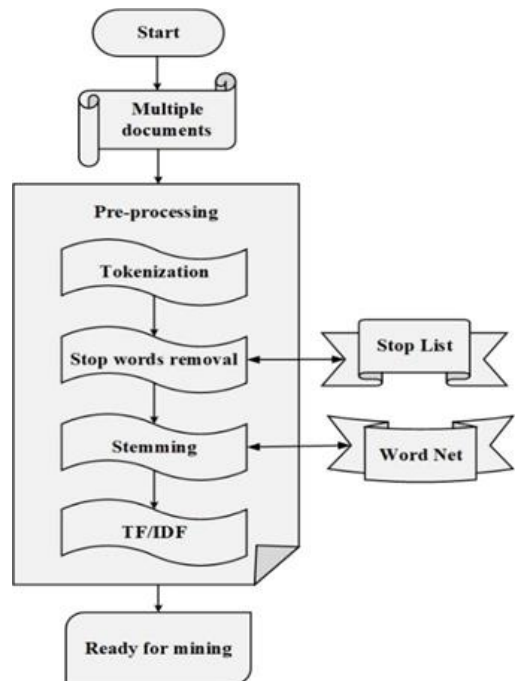 Start
Multiple
documents
Pre-processing
Tokenization
Stop words removal
Stop List
Stemming
Word Net
TF/IDF
Ready for mining